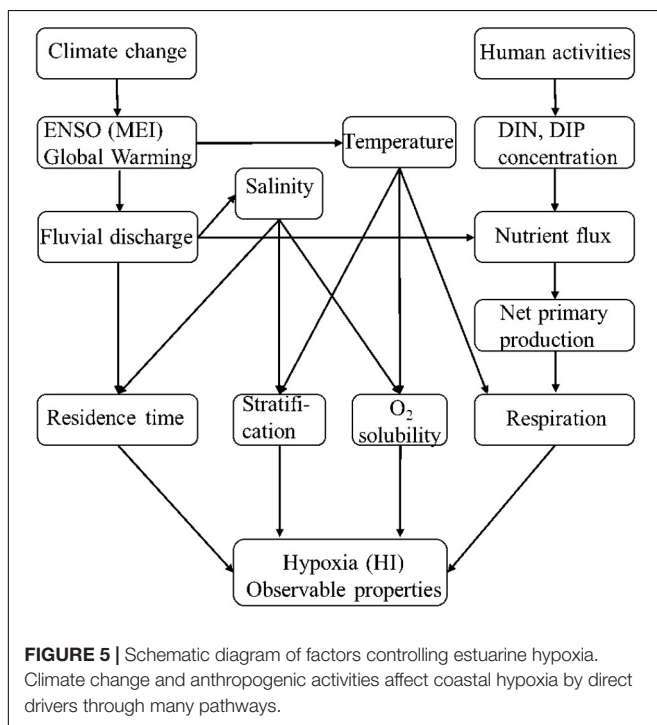 Climate change
Human activities
ENSO (MEI)
Global Warming
Temperature
DIN, DIP
concentration
Salinity
Fluvial discharge
Nutrient flux
Net primary
production
Residence time
Stratifi-
cation
O₂
solubility
Respiration
Hypoxia (HI)
Observable properties
FIGURE 5 | Schematic diagram of factors controlling estuarine hypoxia.
Climate change and anthropogenic activities affect coastal hypoxia by direct
drivers through many pathways.